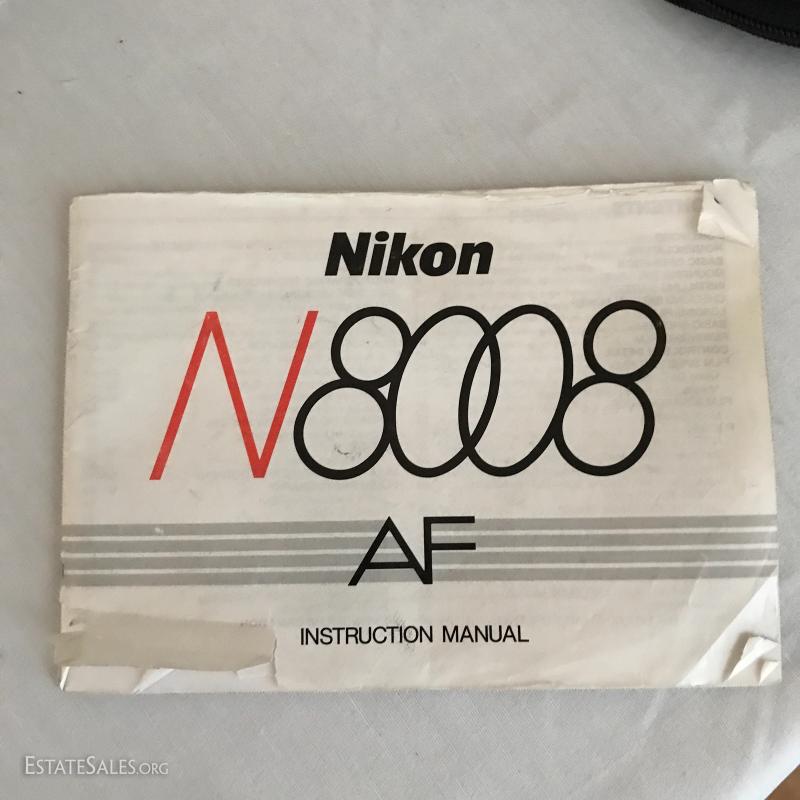 Nikon
N8008
AF
INSTRUCTION MANUAL
ESTATESALES.ORG